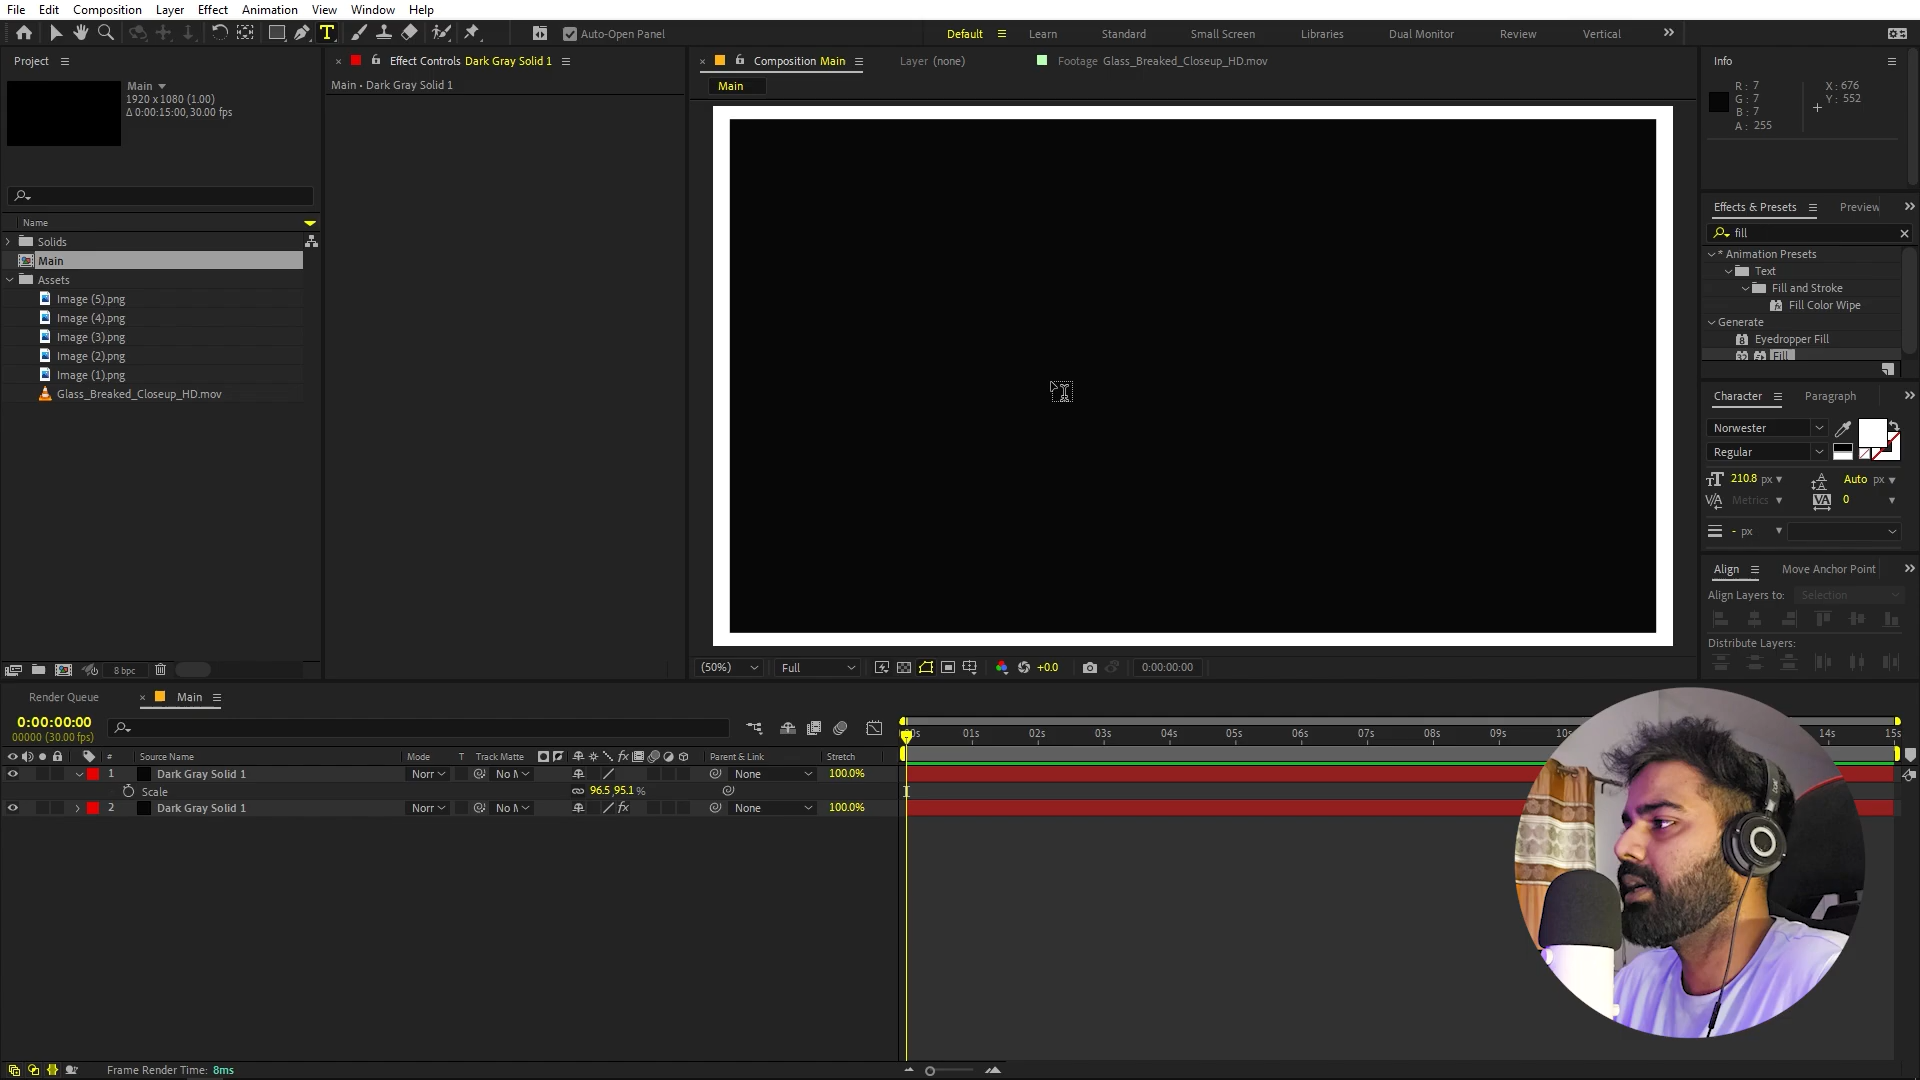 File Edit Composition Layer Effect Animation View Window Help
Auto-Open Panel
Default Learn Standard Small Screen Libraries Dual Monitor Review Vertical
Project
Main
1920 x 1080 (1.00)
Δ 0:00:15:00, 30.00 fps
Name
Solids
Main
Assets
Image (5).png
Image (4).png
Image (3).png
Image (2).png
Image (1).png
Glass_Breaked_Closeup_HD.mov
8 bpc
Effect Controls Dark Gray Solid 1
Main • Dark Gray Solid 1
Composition Main
Layer (none)
Footage Glass_Breaked_Closeup_HD.mov
Main
(50%) Full +0.0 0:00:00:00
Info
R: 7
G: 7
B: 7
A: 255
X: 676
Y: 552
Effects & Presets Preview
fill
* Animation Presets
Text
Fill and Stroke
Fill Color Wipe
Generate
Eyedropper Fill
Fill
Character Paragraph
Norwester
Regular
210.8 px Auto px
Metrics 0
- px
Align Move Anchor Point
Align Layers to: Selection
Distribute Layers:
Render Queue Main
0:00:00:00
00000 (30.00 fps)
# Source Name Mode T Track Matte Parent & Link Stretch
1 Dark Gray Solid 1 Norr No M None 100.0%
Scale 96.5, 95.1 %
2 Dark Gray Solid 1 Norr No M None 100.0%
00s 01s 02s 03s 04s 05s 06s 07s 08s 09s 14s 15s
Frame Render Time: 8ms